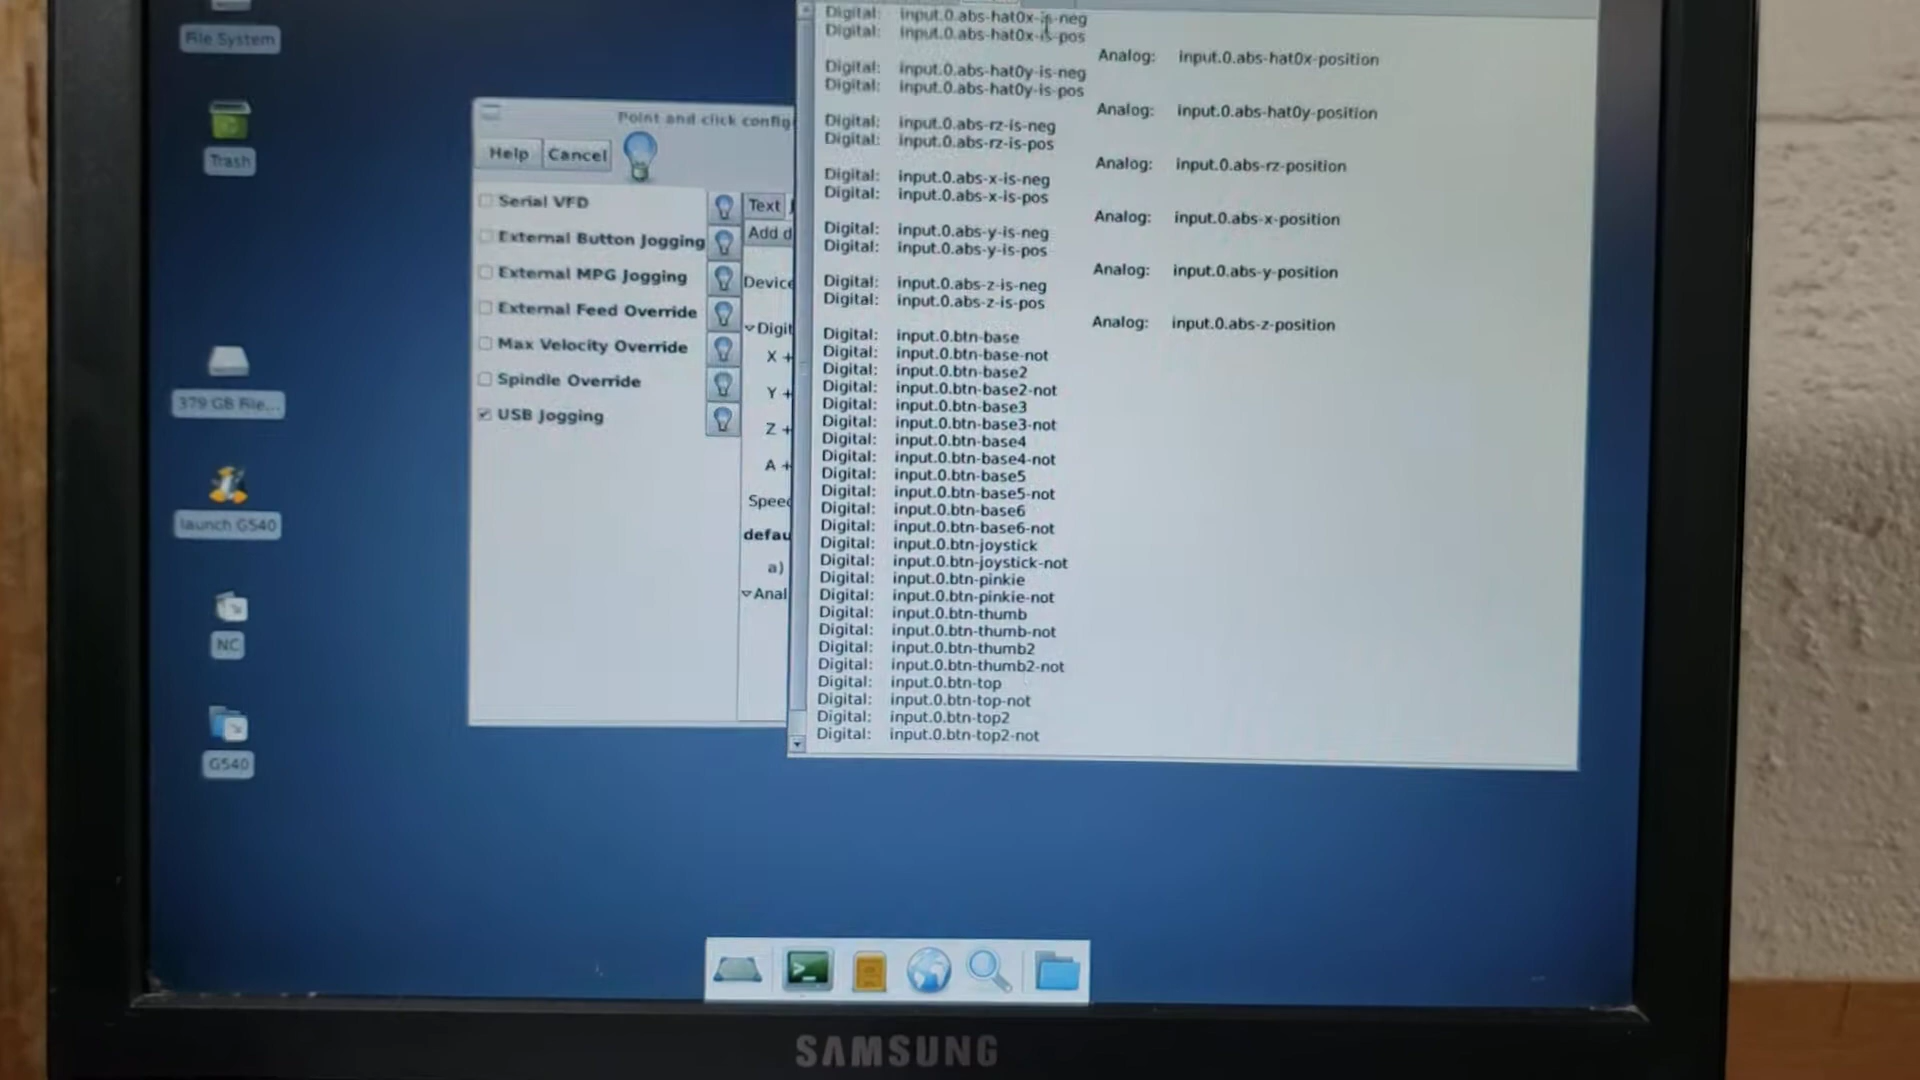 File System
Trash
379 GB File...
launch G540
NC
G540
Point and click config
Help
Cancel
Serial VFD
External Button Jogging
External MPG Jogging
External Feed Override
Max Velocity Override
Spindle Override
USB Jogging
Text
Add d
Device
Digit
X +
Y +
Z +
A +
Speed
defau
a)
Anal
Digital: input.0.abs-hat0x-is-neg
Digital: input.0.abs-hat0x-is-pos
Analog: input.0.abs-hat0x-position
Digital: input.0.abs-hat0y-is-neg
Digital: input.0.abs-hat0y-is-pos
Analog: input.0.abs-hat0y-position
Digital: input.0.abs-rz-is-neg
Digital: input.0.abs-rz-is-pos
Analog: input.0.abs-rz-position
Digital: input.0.abs-x-is-neg
Digital: input.0.abs-x-is-pos
Analog: input.0.abs-x-position
Digital: input.0.abs-y-is-neg
Digital: input.0.abs-y-is-pos
Analog: input.0.abs-y-position
Digital: input.0.abs-z-is-neg
Digital: input.0.abs-z-is-pos
Analog: input.0.abs-z-position
Digital: input.0.btn-base
Digital: input.0.btn-base-not
Digital: input.0.btn-base2
Digital: input.0.btn-base2-not
Digital: input.0.btn-base3
Digital: input.0.btn-base3-not
Digital: input.0.btn-base4
Digital: input.0.btn-base4-not
Digital: input.0.btn-base5
Digital: input.0.btn-base5-not
Digital: input.0.btn-base6
Digital: input.0.btn-base6-not
Digital: input.0.btn-joystick
Digital: input.0.btn-joystick-not
Digital: input.0.btn-pinkie
Digital: input.0.btn-pinkie-not
Digital: input.0.btn-thumb
Digital: input.0.btn-thumb-not
Digital: input.0.btn-thumb2
Digital: input.0.btn-thumb2-not
Digital: input.0.btn-top
Digital: input.0.btn-top-not
Digital: input.0.btn-top2
Digital: input.0.btn-top2-not
SAMSUNG